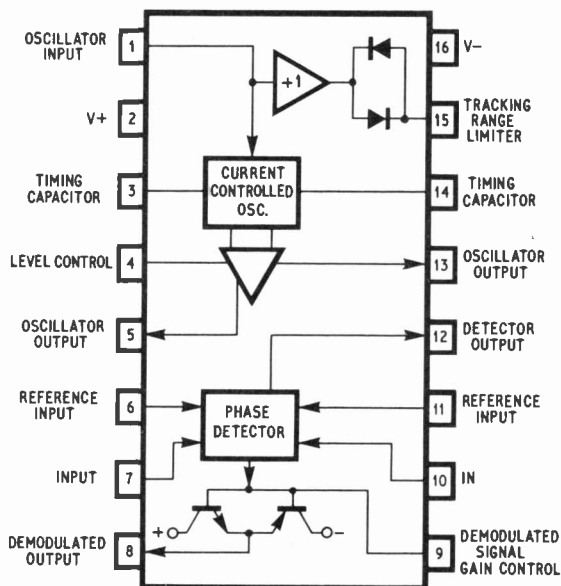 OSCILLATOR
INPUT
1
V+
2
TIMING
CAPACITOR
3
LEVEL CONTROL
4
OSCILLATOR
OUTPUT
5
REFERENCE
INPUT
6
INPUT
7
DEMODULATED
OUTPUT
8
+1
CURRENT
CONTROLLED
OSC.
PHASE
DETECTOR
+
-
16
V-
15
TRACKING
RANGE
LIMITER
14
TIMING
CAPACITOR
13
OSCILLATOR
OUTPUT
12
DETECTOR
OUTPUT
11
REFERENCE
INPUT
10
IN
9
DEMODULATED
SIGNAL
GAIN CONTROL